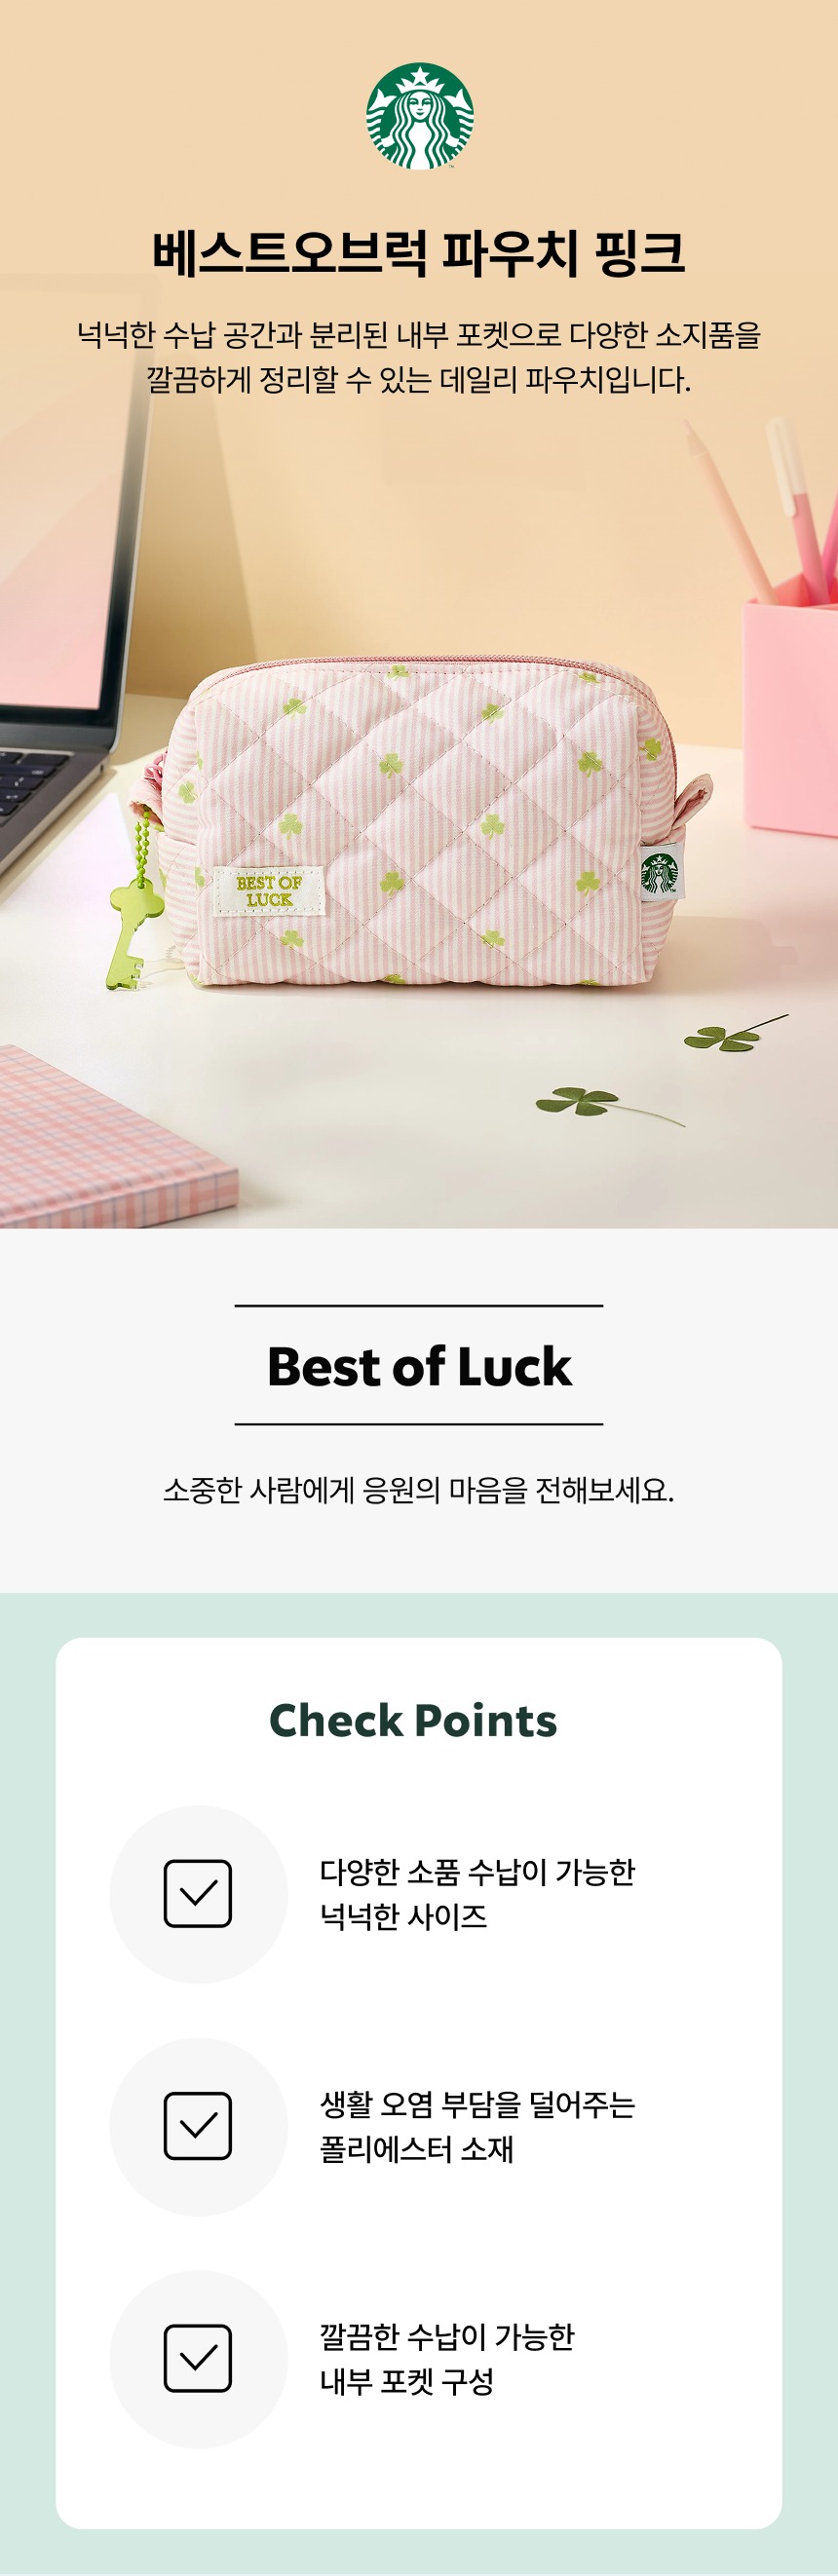 베스트오브럭 파우치 핑크
넉넉한 수납 공간과 분리된 내부 포켓으로 다양한 소지품을
깔끔하게 정리할 수 있는 데일리 파우치입니다.
BEST OF
LUCK
Best of Luck
소중한 사람에게 응원의 마음을 전해보세요.
Check Points
다양한 소품 수납이 가능한
넉넉한 사이즈
생활 오염 부담을 덜어주는
폴리에스터 소재
깔끔한 수납이 가능한
내부 포켓 구성